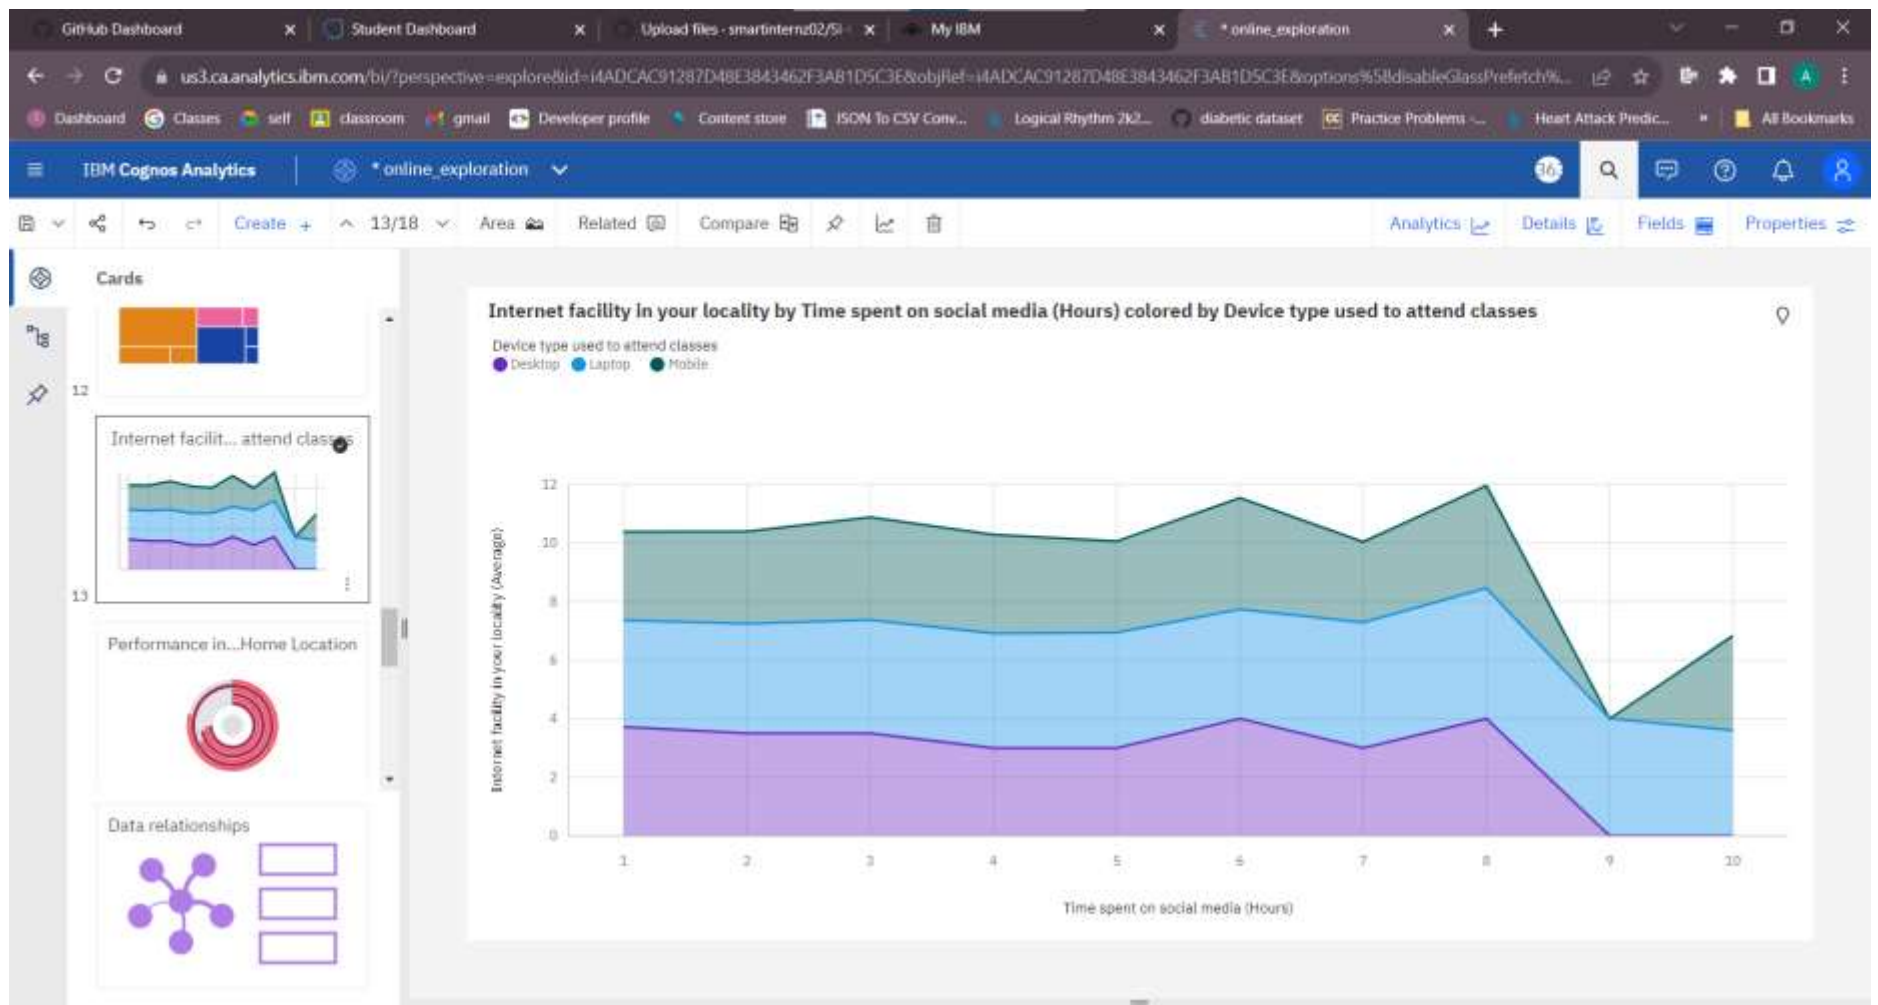 GitHub Dashboard Student Dashboard Upload files - smartinternz02/SI My IBM * online_exploration
us3.ca.analytics.ibm.com/bi/?perspective=explore&id=i4ADCAC91287D48E3843462F3AB1D5C3E&objRef=i4ADCAC91287D48E3843462F3AB1D5C3E&options%5BdisableGlassPrefetch%...
Dashboard Classes self classroom gmail Developer profile Content store JSON To CSV Conv... Logical Rhythm 2k2... diabetic dataset Practice Problems -... Heart Attack Predic... » All Bookmarks
IBM Cognos Analytics * online_exploration
Create + 13/18 Area Related Compare Analytics Details Fields Properties
Cards
12
Internet facilit... attend classes
13
Performance in...Home Location
Data relationships
Internet facility in your locality by Time spent on social media (Hours) colored by Device type used to attend classes
Device type used to attend classes
Desktop Laptop Mobile
Internet facility in your locality (Average)
12
10
8
6
4
2
0
1 2 3 4 5 6 7 8 9 10
Time spent on social media (Hours)